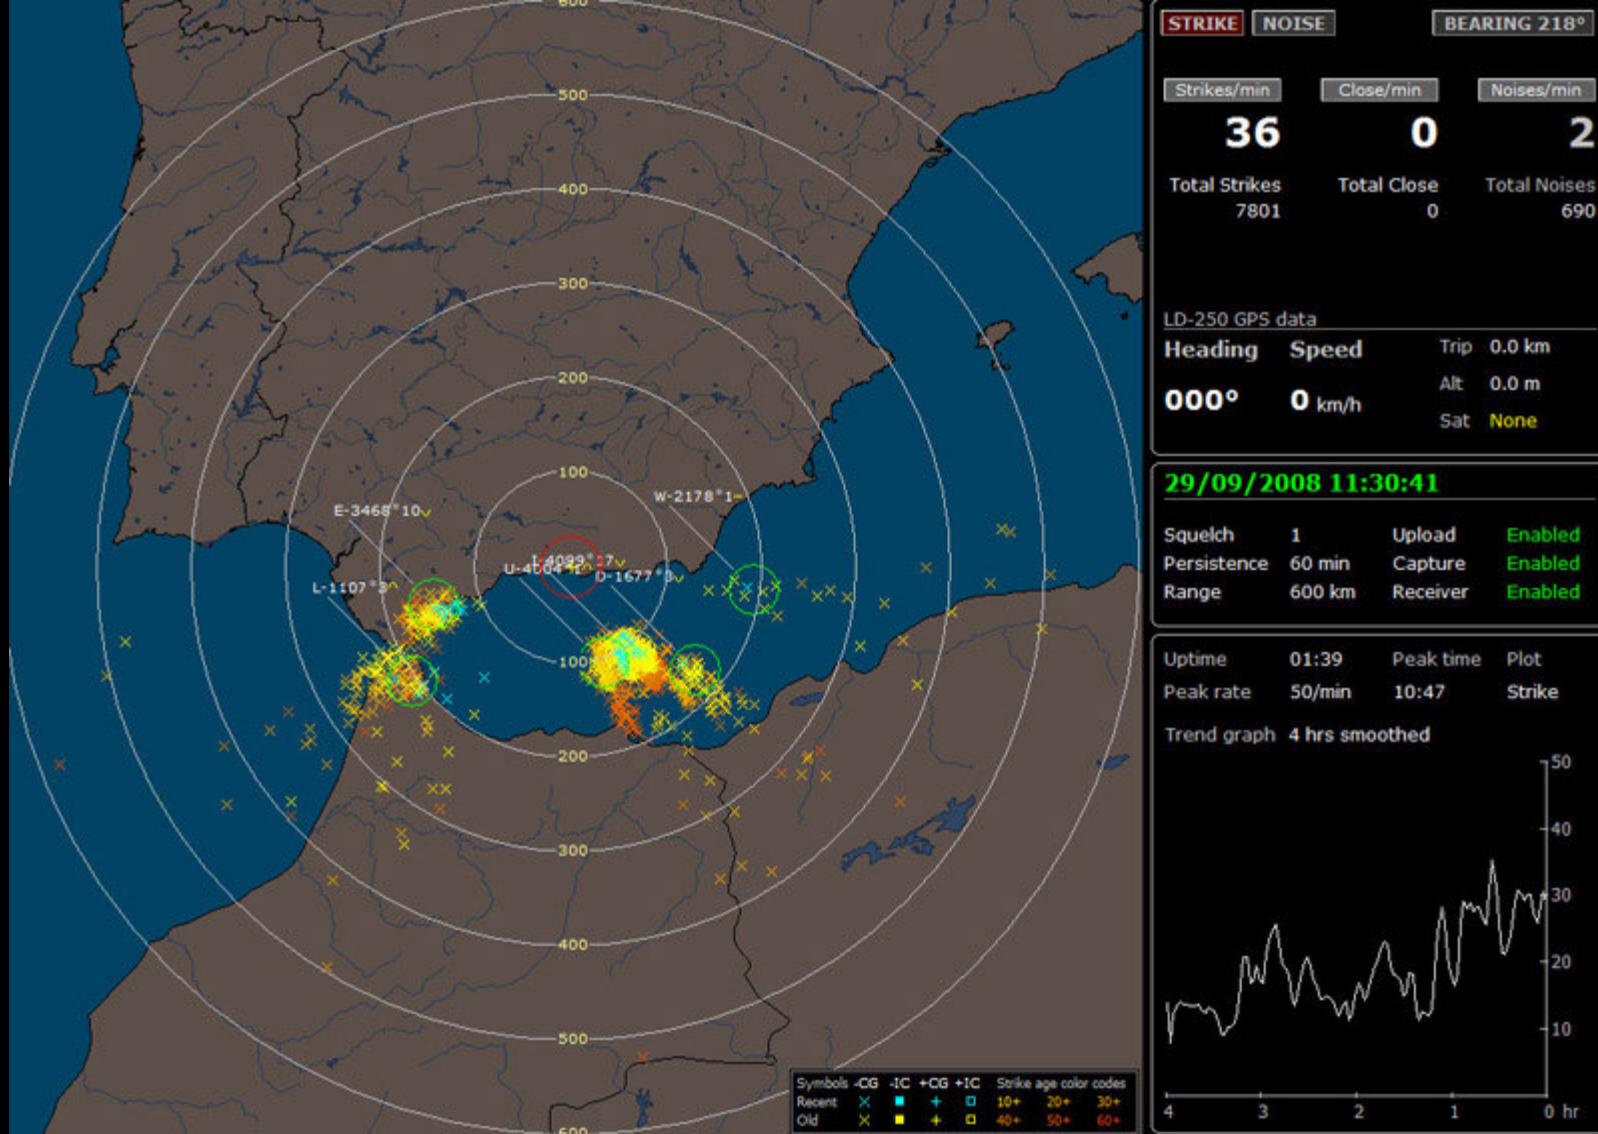 600
500
400
300
200
100
W-2178°1
E-3468°10
L-1107°3
D-1677°3
100
200
300
400
500
600
Symbols -CG -IC +CG +IC Strike age color codes
Recent 10+ 20+ 30+
Old 40+ 50+ 60+
STRIKE NOISE BEARING 218°
Strikes/min Close/min Noises/min
36 0 2
Total Strikes Total Close Total Noises
7801 0 690
LD-250 GPS data
Heading Speed Trip 0.0 km
000° 0 km/h Alt 0.0 m
Sat None
29/09/2008 11:30:41
Squelch 1 Upload Enabled
Persistence 60 min Capture Enabled
Range 600 km Receiver Enabled
Uptime 01:39 Peak time Plot
Peak rate 50/min 10:47 Strike
Trend graph 4 hrs smoothed
50
40
30
20
10
4 3 2 1 0 hr